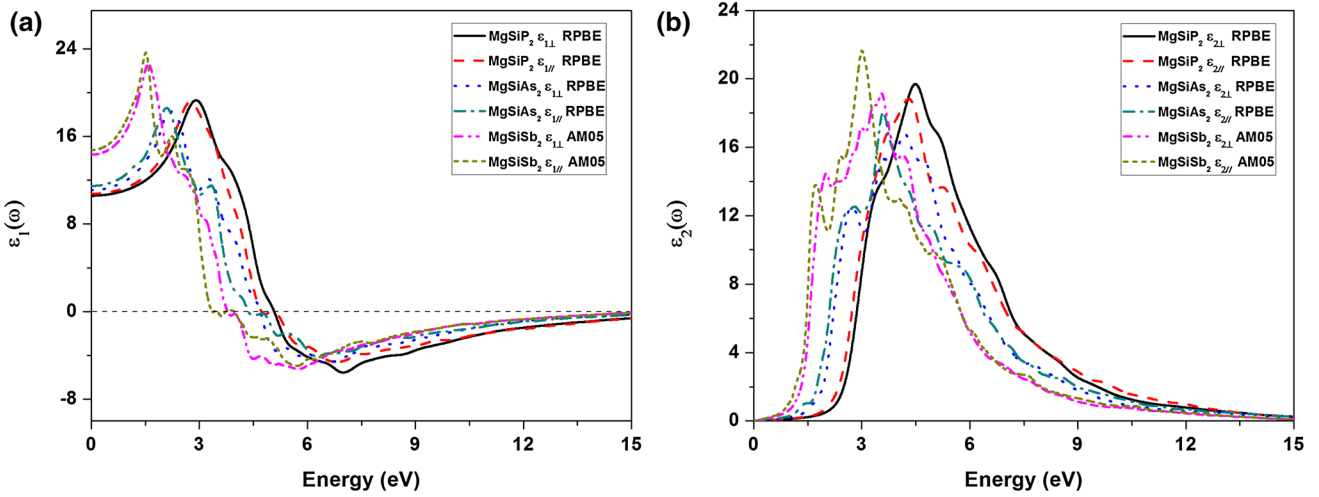 (a)
MgSiP₂ ε₁⊥ RPBE
MgSiP₂ ε₁// RPBE
MgSiAs₂ ε₁⊥ RPBE
MgSiAs₂ ε₁// RPBE
MgSiSb₂ ε₁⊥ AM05
MgSiSb₂ ε₁// AM05
24
16
8
0
-8
ε₁(ω)
0 3 6 9 12 15
Energy (eV)
(b)
MgSiP₂ ε₂⊥ RPBE
MgSiP₂ ε₂// RPBE
MgSiAs₂ ε₂⊥ RPBE
MgSiAs₂ ε₂// RPBE
MgSiSb₂ ε₂⊥ AM05
MgSiSb₂ ε₂// AM05
24
20
16
12
8
4
0
ε₂(ω)
0 3 6 9 12 15
Energy (eV)